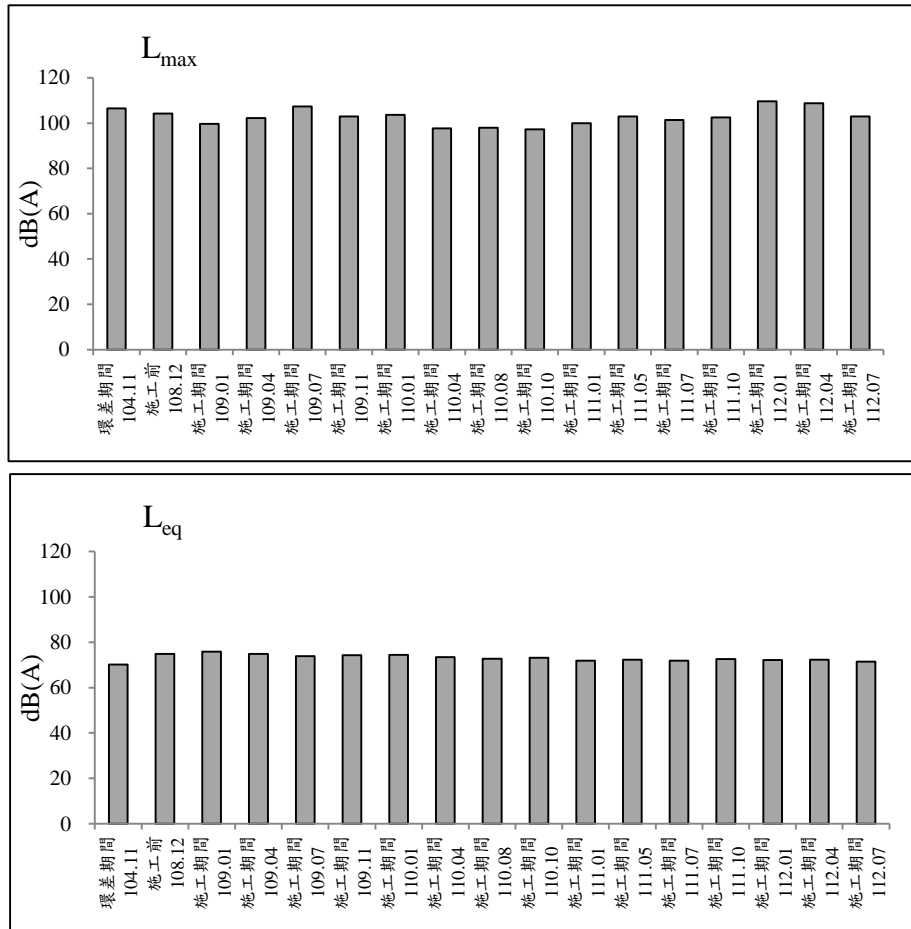 Lmax
120
100
80
60
40
20
0
dB(A)
環差期間 104.11
施工前 108.12
施工期間 109.01
施工期間 109.04
施工期間 109.07
施工期間 109.11
施工期間 110.01
施工期間 110.04
施工期間 110.08
施工期間 110.10
施工期間 111.01
施工期間 111.05
施工期間 111.07
施工期間 111.10
施工期間 112.01
施工期間 112.04
施工期間 112.07
Leq
120
100
80
60
40
20
0
dB(A)
環差期間 104.11
施工前 108.12
施工期間 109.01
施工期間 109.04
施工期間 109.07
施工期間 109.11
施工期間 110.01
施工期間 110.04
施工期間 110.08
施工期間 110.10
施工期間 111.01
施工期間 111.05
施工期間 111.07
施工期間 111.10
施工期間 112.01
施工期間 112.04
施工期間 112.07